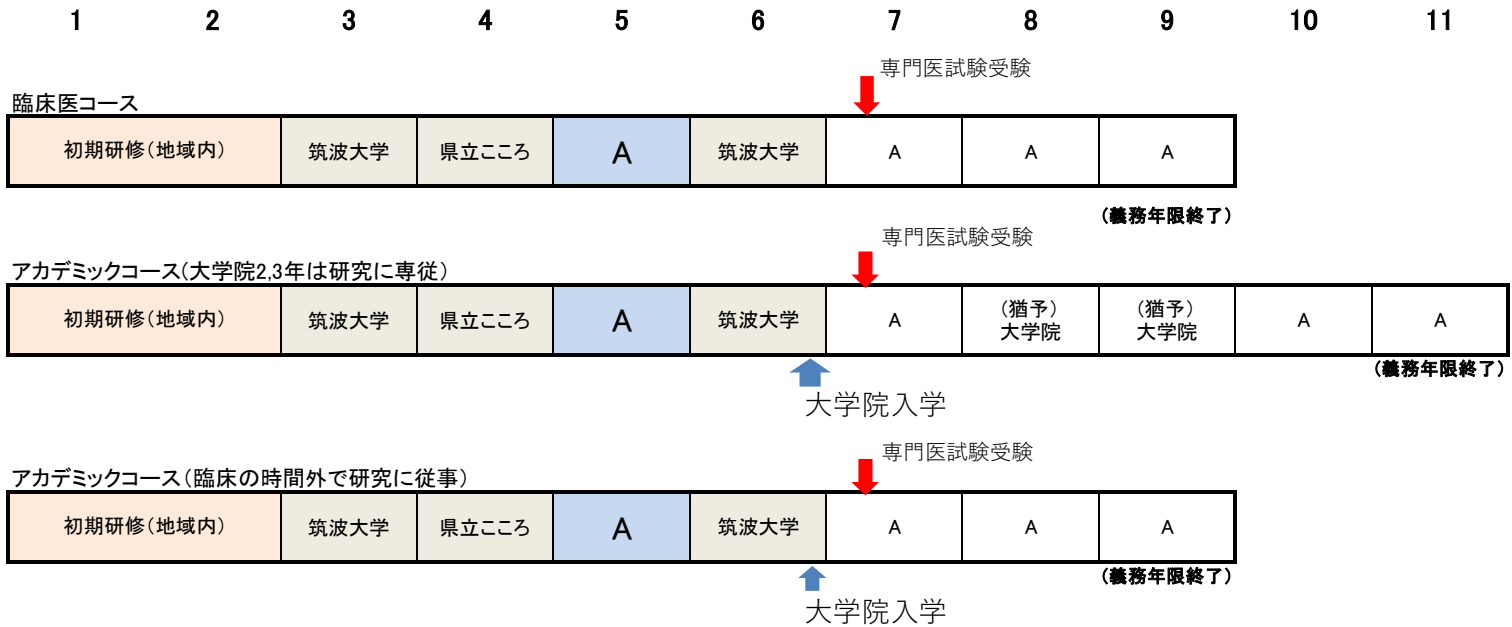 1 2 3 4 5 6 7 8 9 10 11
専門医試験受験
臨床医コース
初期研修(地域内) 筑波大学 県立こころ A 筑波大学 A A A
(義務年限終了)
専門医試験受験
アカデミックコース(大学院2,3年は研究に専従)
初期研修(地域内) 筑波大学 県立こころ A 筑波大学 A (猶予) 大学院 (猶予) 大学院 A A
(義務年限終了)
大学院入学
専門医試験受験
アカデミックコース(臨床の時間外で研究に従事)
初期研修(地域内) 筑波大学 県立こころ A 筑波大学 A A A
(義務年限終了)
大学院入学